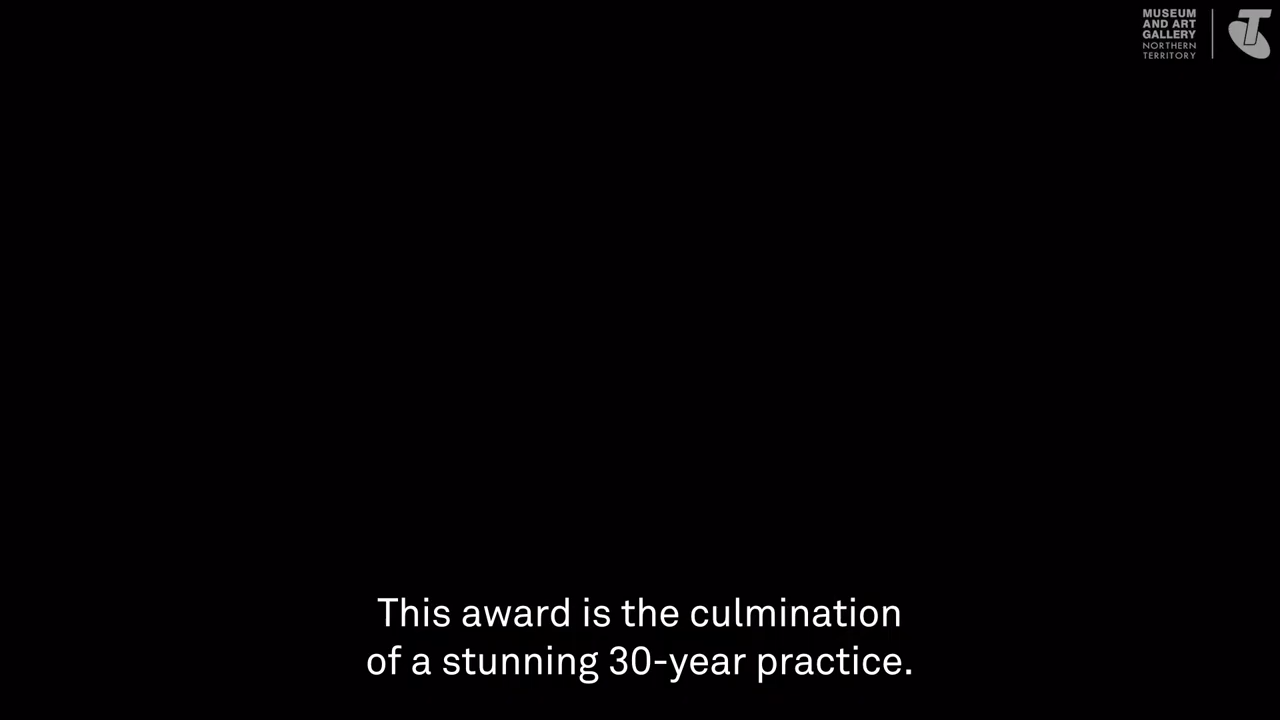 MUSEUM
AND ART
GALLERY
NORTHERN
TERRITORY
This award is the culmination
of a stunning 30-year practice.